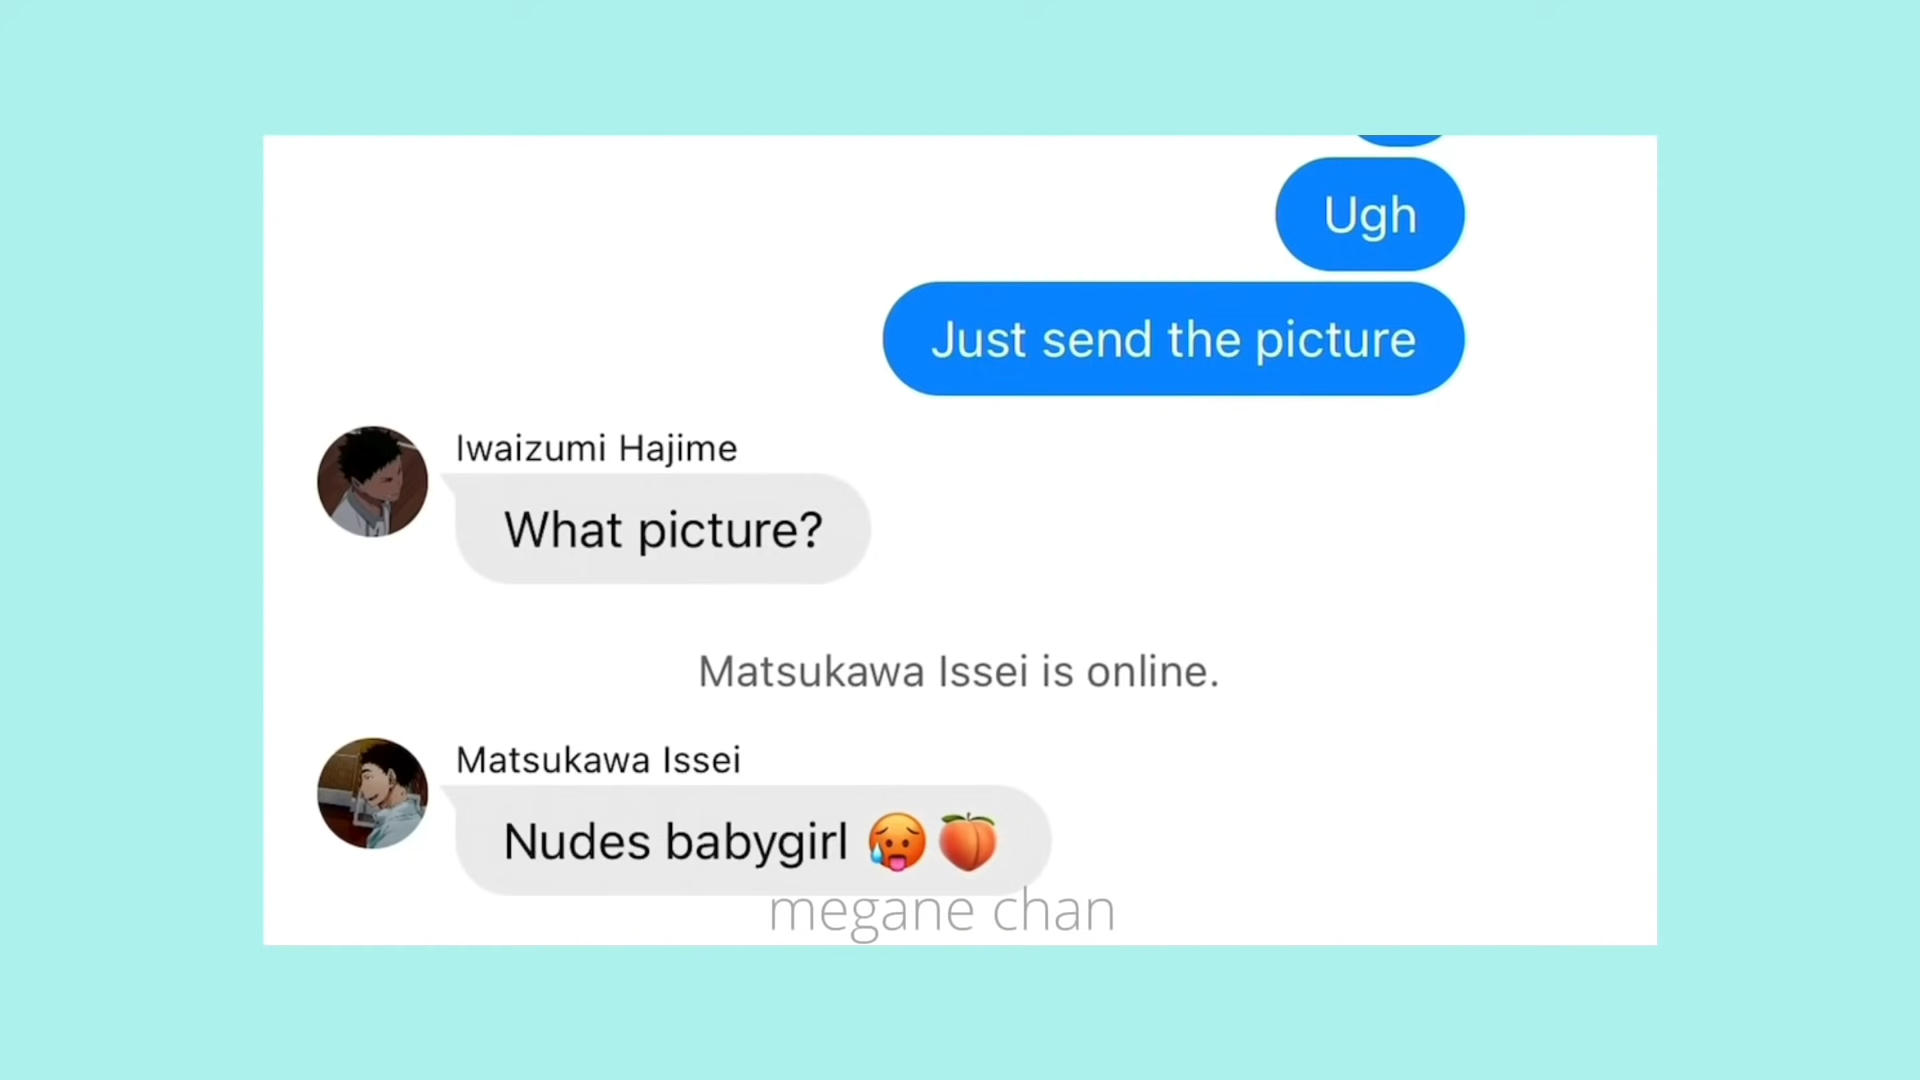 Ugh
Just send the picture
Iwaizumi Hajime
What picture?
Matsukawa Issei is online.
Matsukawa Issei
Nudes babygirl 🥵🍑
megane chan